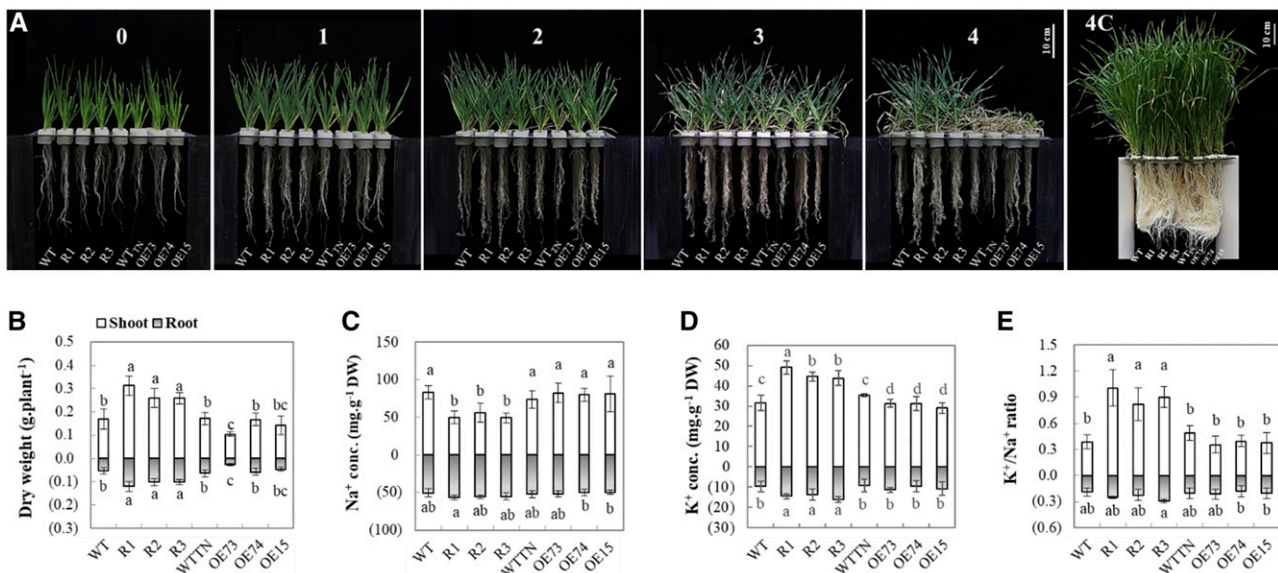 A
0
1
2
3
4
10 cm
4C
10 cm
WT R1 R2 R3 WTTN OE73 OE74 OE15
WT R1 R2 R3 WTTN OE73 OE74 OE15
WT R1 R2 R3 WTTN OE73 OE74 OE15
WT R1 R2 R3 WTTN OE73 OE74 OE15
WT R1 R2 R3 WTTN OE73 OE74 OE15
WT R1 R2 R3
B
Shoot Root
Dry weight (g.plant⁻¹)
0.5
0.4
0.3
0.2
0.1
0.0
(0.1)
(0.2)
(0.3)
b a a a b c b bc
b a a a b c b bc
WT R1 R2 R3 WTTN OE73 OE74 OE15
C
Na⁺ conc. (mg.g⁻¹ DW)
150
100
50
0
(50)
(100)
a b b b a a a a
ab a ab ab ab ab b b
WT R1 R2 R3 WTTN OE73 OE74 OE15
D
K⁺ conc. (mg.g⁻¹ DW)
60
50
40
30
20
10
0
(10)
(20)
(30)
c a b b c d d d
b a a a b b b b
WT R1 R2 R3 WTTN OE73 OE74 OE15
E
K⁺/Na⁺ ratio
1.5
1.2
0.9
0.6
0.3
0.0
(0.3)
(0.6)
b a a a b b b b
ab ab ab a ab ab b b
WT R1 R2 R3 WTTN OE73 OE74 OE15